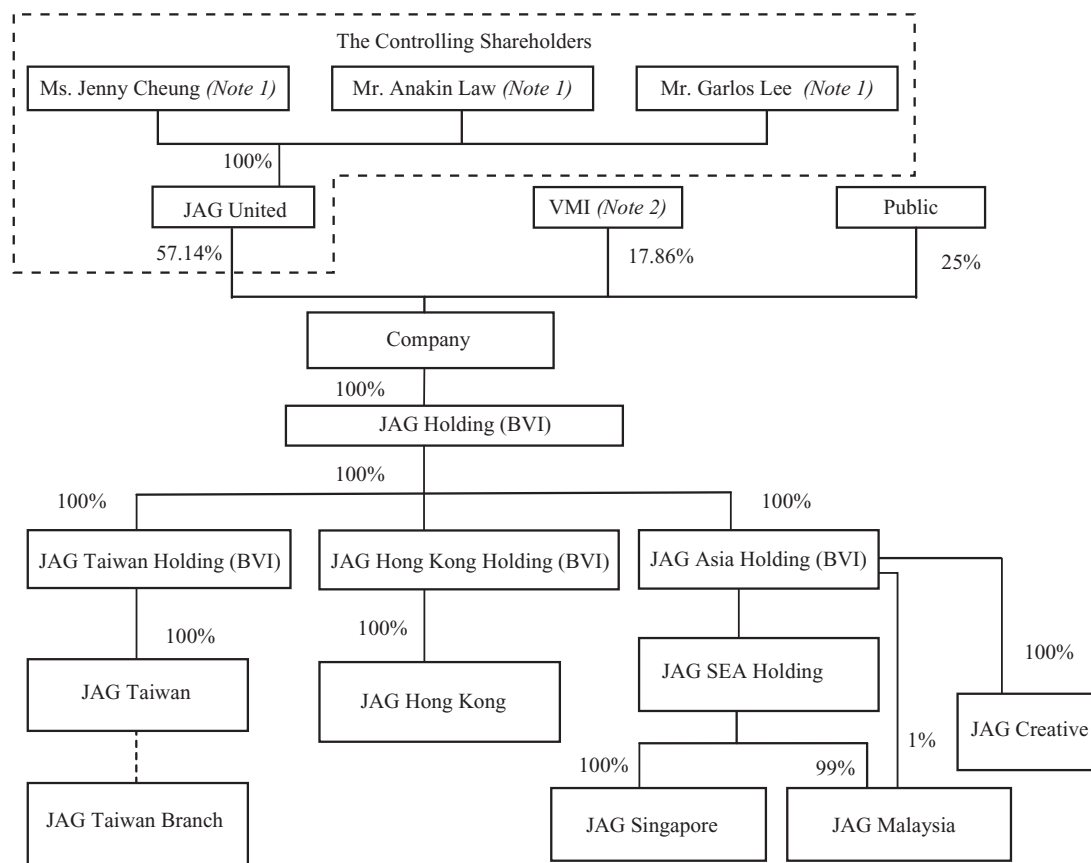 The Controlling Shareholders
Ms. Jenny Cheung (Note 1)
Mr. Anakin Law (Note 1)
Mr. Garlos Lee (Note 1)
100%
JAG United
VMI (Note 2)
Public
57.14%
17.86%
25%
Company
100%
JAG Holding (BVI)
100%
100%
100%
JAG Taiwan Holding (BVI)
JAG Hong Kong Holding (BVI)
JAG Asia Holding (BVI)
100%
100%
100%
JAG Taiwan
JAG Hong Kong
JAG SEA Holding
JAG Creative
1%
100%
99%
JAG Taiwan Branch
JAG Singapore
JAG Malaysia